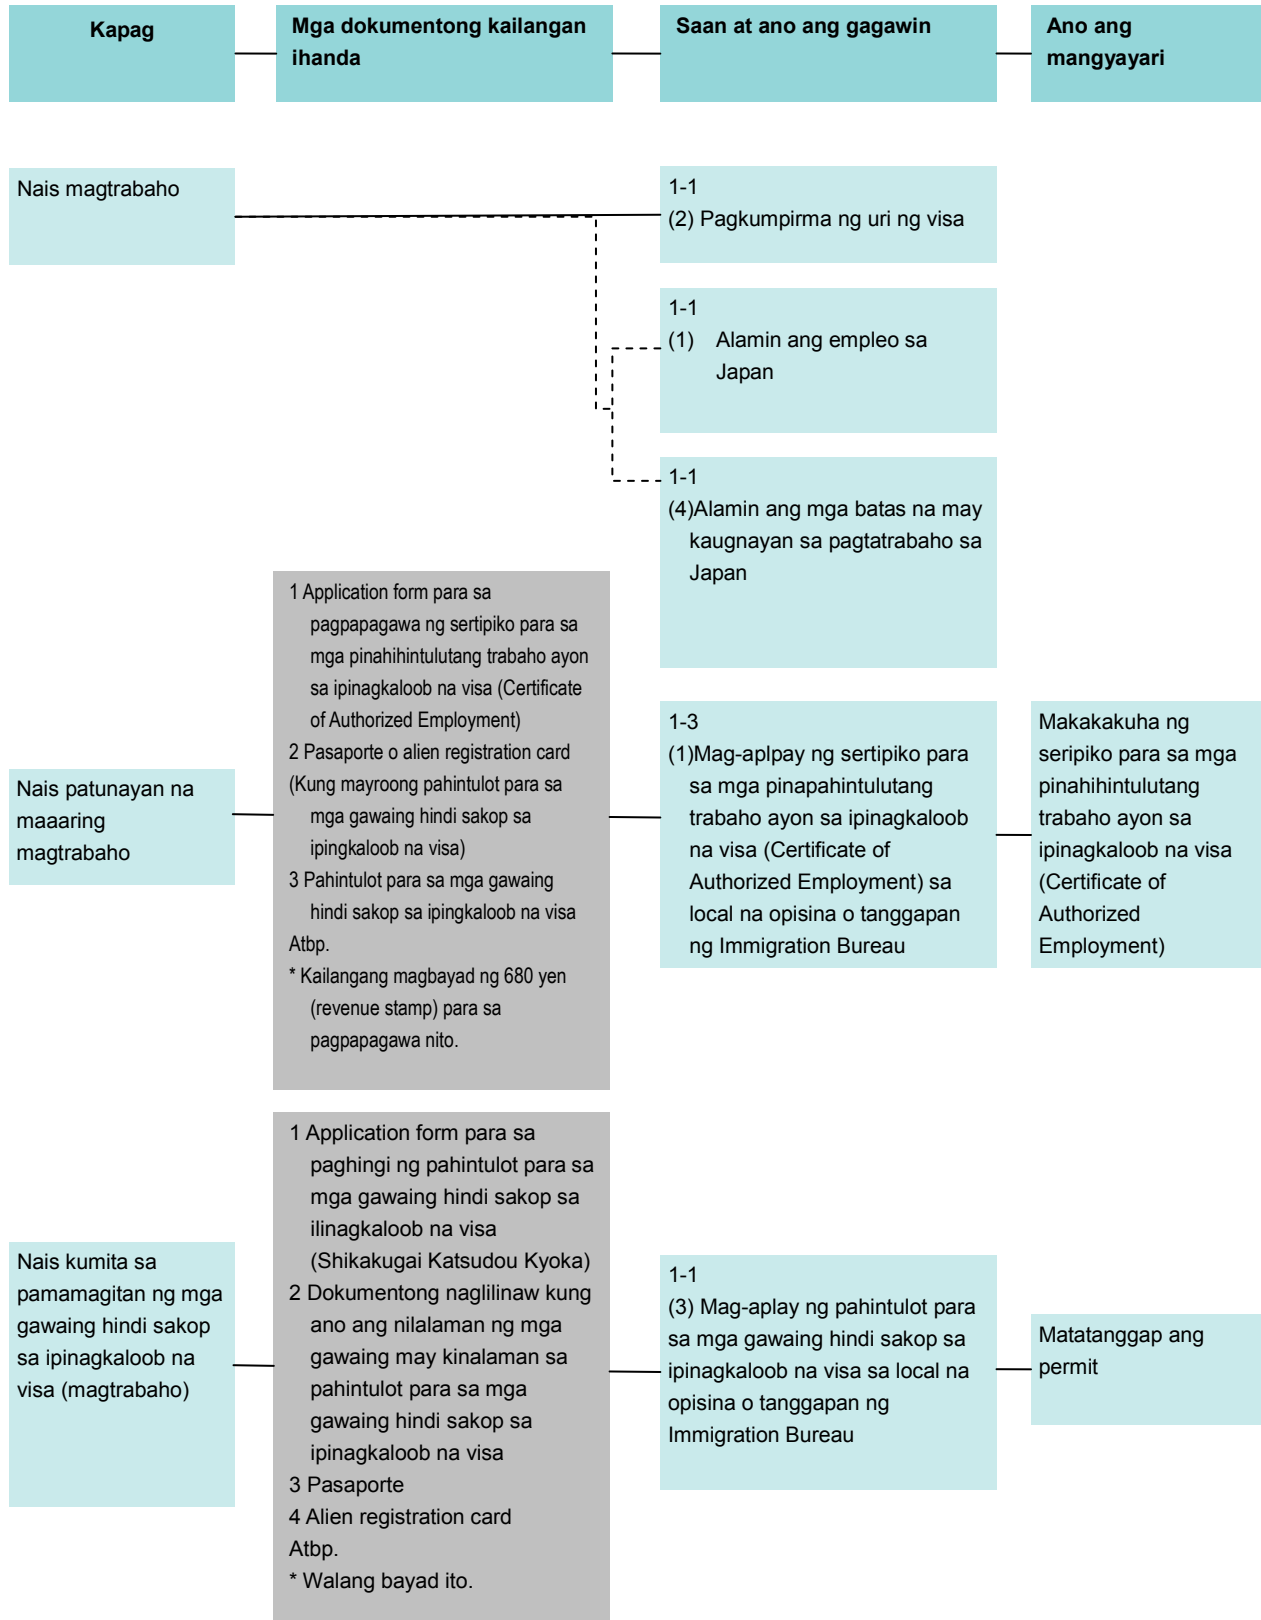 Kapag
Mga dokumentong kailangan
ihanda
Saan at ano ang gagawin
Ano ang
mangyayari
Nais magtrabaho
1-1
(2) Pagkumpirma ng uri ng visa
1-1
(1) Alamin ang empleo sa
Japan
1-1
(4)Alamin ang mga batas na may
kaugnayan sa pagtatrabaho sa
Japan
Nais patunayan na
maaaring
magtrabaho
1 Application form para sa
pagpapagawa ng sertipiko para sa
mga pinahihintulutang trabaho ayon
sa ipinagkaloob na visa (Certificate
of Authorized Employment)
2 Pasaporte o alien registration card
(Kung mayroong pahintulot para sa
mga gawaing hindi sakop sa
ipingkaloob na visa)
3 Pahintulot para sa mga gawaing
hindi sakop sa ipingkaloob na visa
Atbp.
* Kailangang magbayad ng 680 yen
(revenue stamp) para sa
pagpapagawa nito.
1-3
(1)Mag-aplpay ng sertipiko para
sa mga pinapahintulutang
trabaho ayon sa ipinagkaloob
na visa (Certificate of
Authorized Employment) sa
local na opisina o tanggapan
ng Immigration Bureau
Makakakuha ng
seripiko para sa mga
pinahihintulutang
trabaho ayon sa
ipinagkaloob na visa
(Certificate of
Authorized
Employment)
Nais kumita sa
pamamagitan ng mga
gawaing hindi sakop
sa ipinagkaloob na
visa (magtrabaho)
1 Application form para sa
paghingi ng pahintulot para sa
mga gawaing hindi sakop sa
ilinagkaloob na visa
(Shikakugai Katsudou Kyoka)
2 Dokumentong naglilinaw kung
ano ang nilalaman ng mga
gawaing may kinalaman sa
pahintulot para sa mga
gawaing hindi sakop sa
ipinagkaloob na visa
3 Pasaporte
4 Alien registration card
Atbp.
* Walang bayad ito.
1-1
(3) Mag-aplay ng pahintulot para
sa mga gawaing hindi sakop sa
ipinagkaloob na visa sa local na
opisina o tanggapan ng
Immigration Bureau
Matatanggap ang
permit